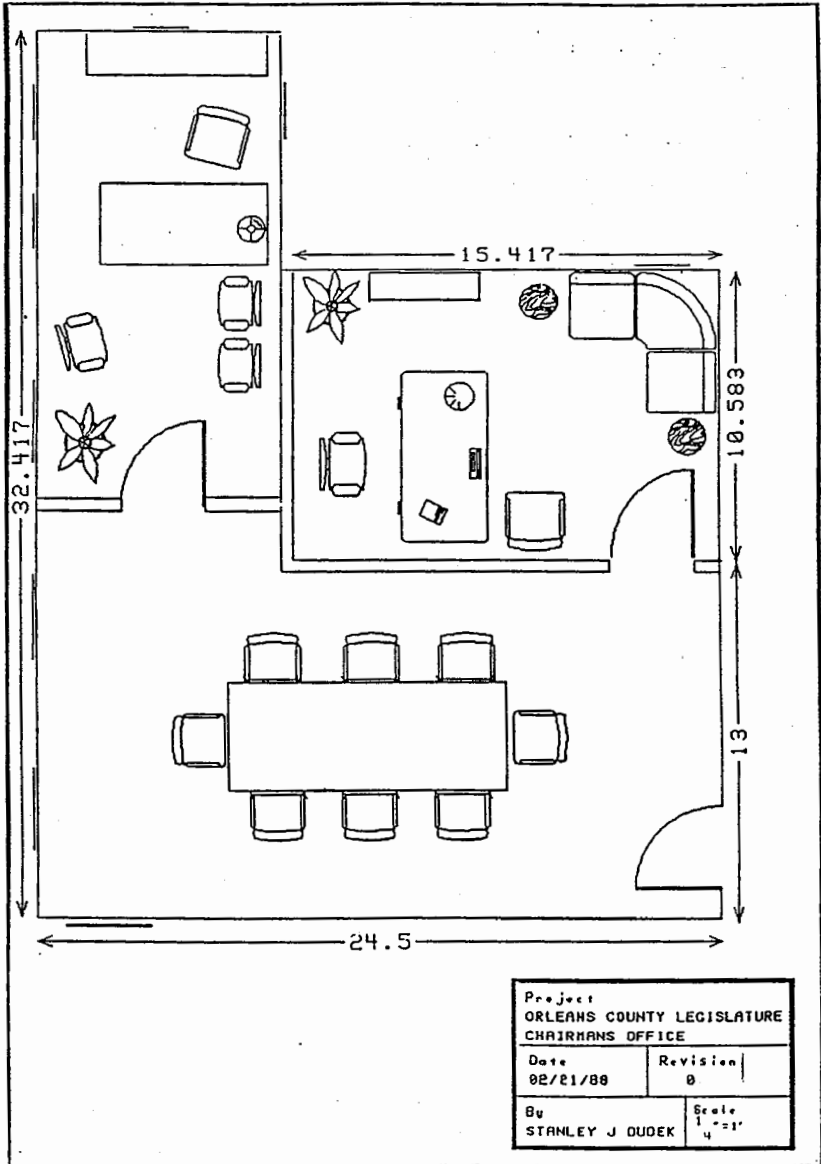 15.417
32.417
10.583
13
24.5
Project
ORLEANS COUNTY LEGISLATURE
CHAIRMANS OFFICE
Date
02/21/88
Revision
0
By
STANLEY J DUDEK
Scale
1/4"=1'